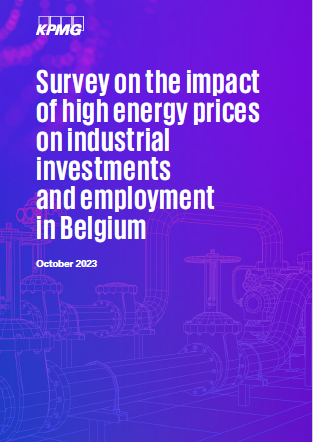 KPMG
Survey on the impact
of high energy prices
on industrial
investments
and employment
in Belgium
October 2023